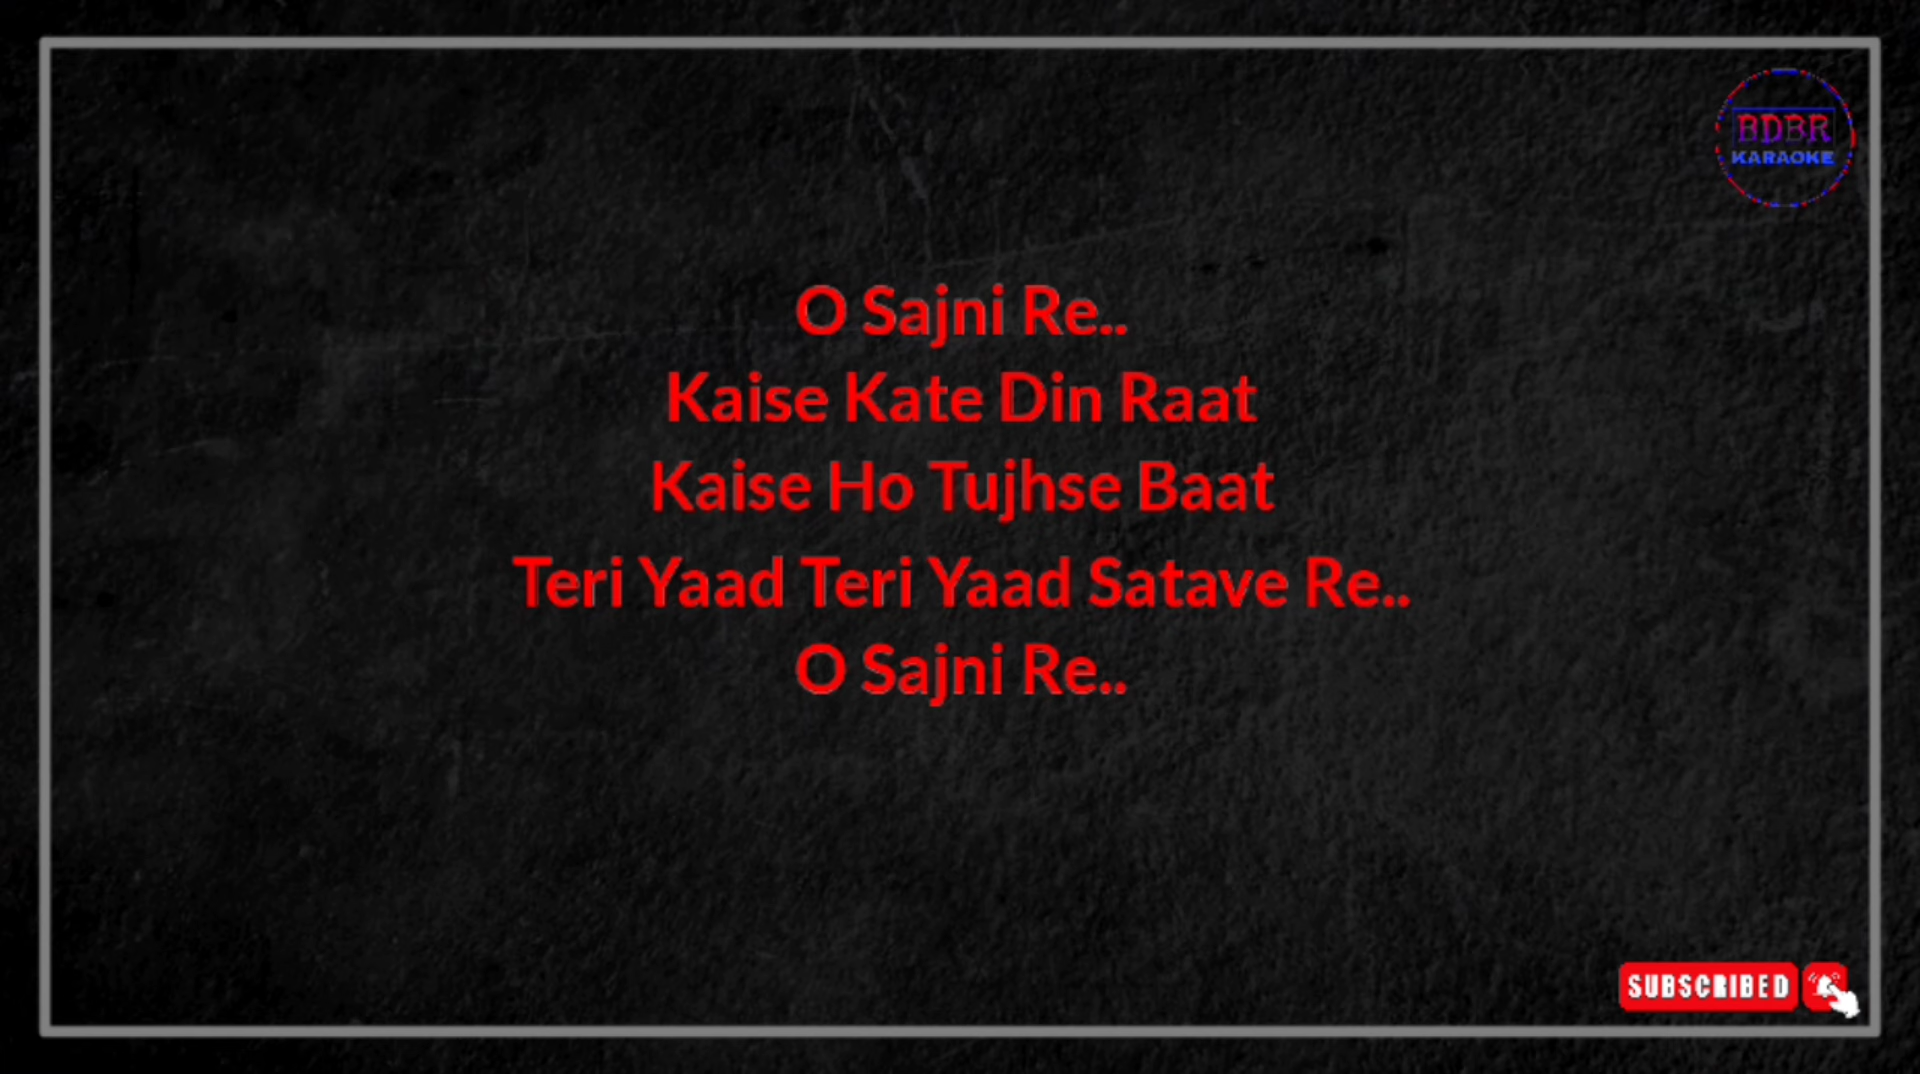 BDBR
KARAOKE
O Sajni Re..
Kaise Kate Din Raat
Kaise Ho Tujhse Baat
Teri Yaad Teri Yaad Satave Re..
O Sajni Re..
SUBSCRIBED